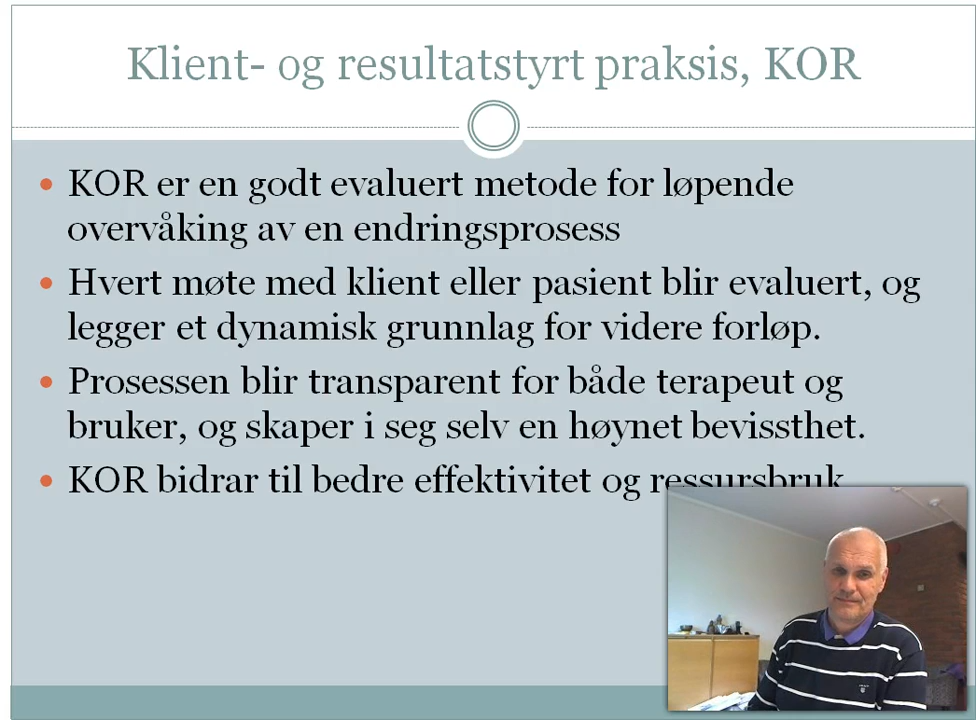 Klient- og resultatstyrt praksis, KOR
• KOR er en godt evaluert metode for løpende
overvåking av en endringsprosess
• Hvert møte med klient eller pasient blir evaluert, og
legger et dynamisk grunnlag for videre forløp.
• Prosessen blir transparent for både terapeut og
bruker, og skaper i seg selv en høynet bevissthet.
• KOR bidrar til bedre effektivitet og ressursbruk